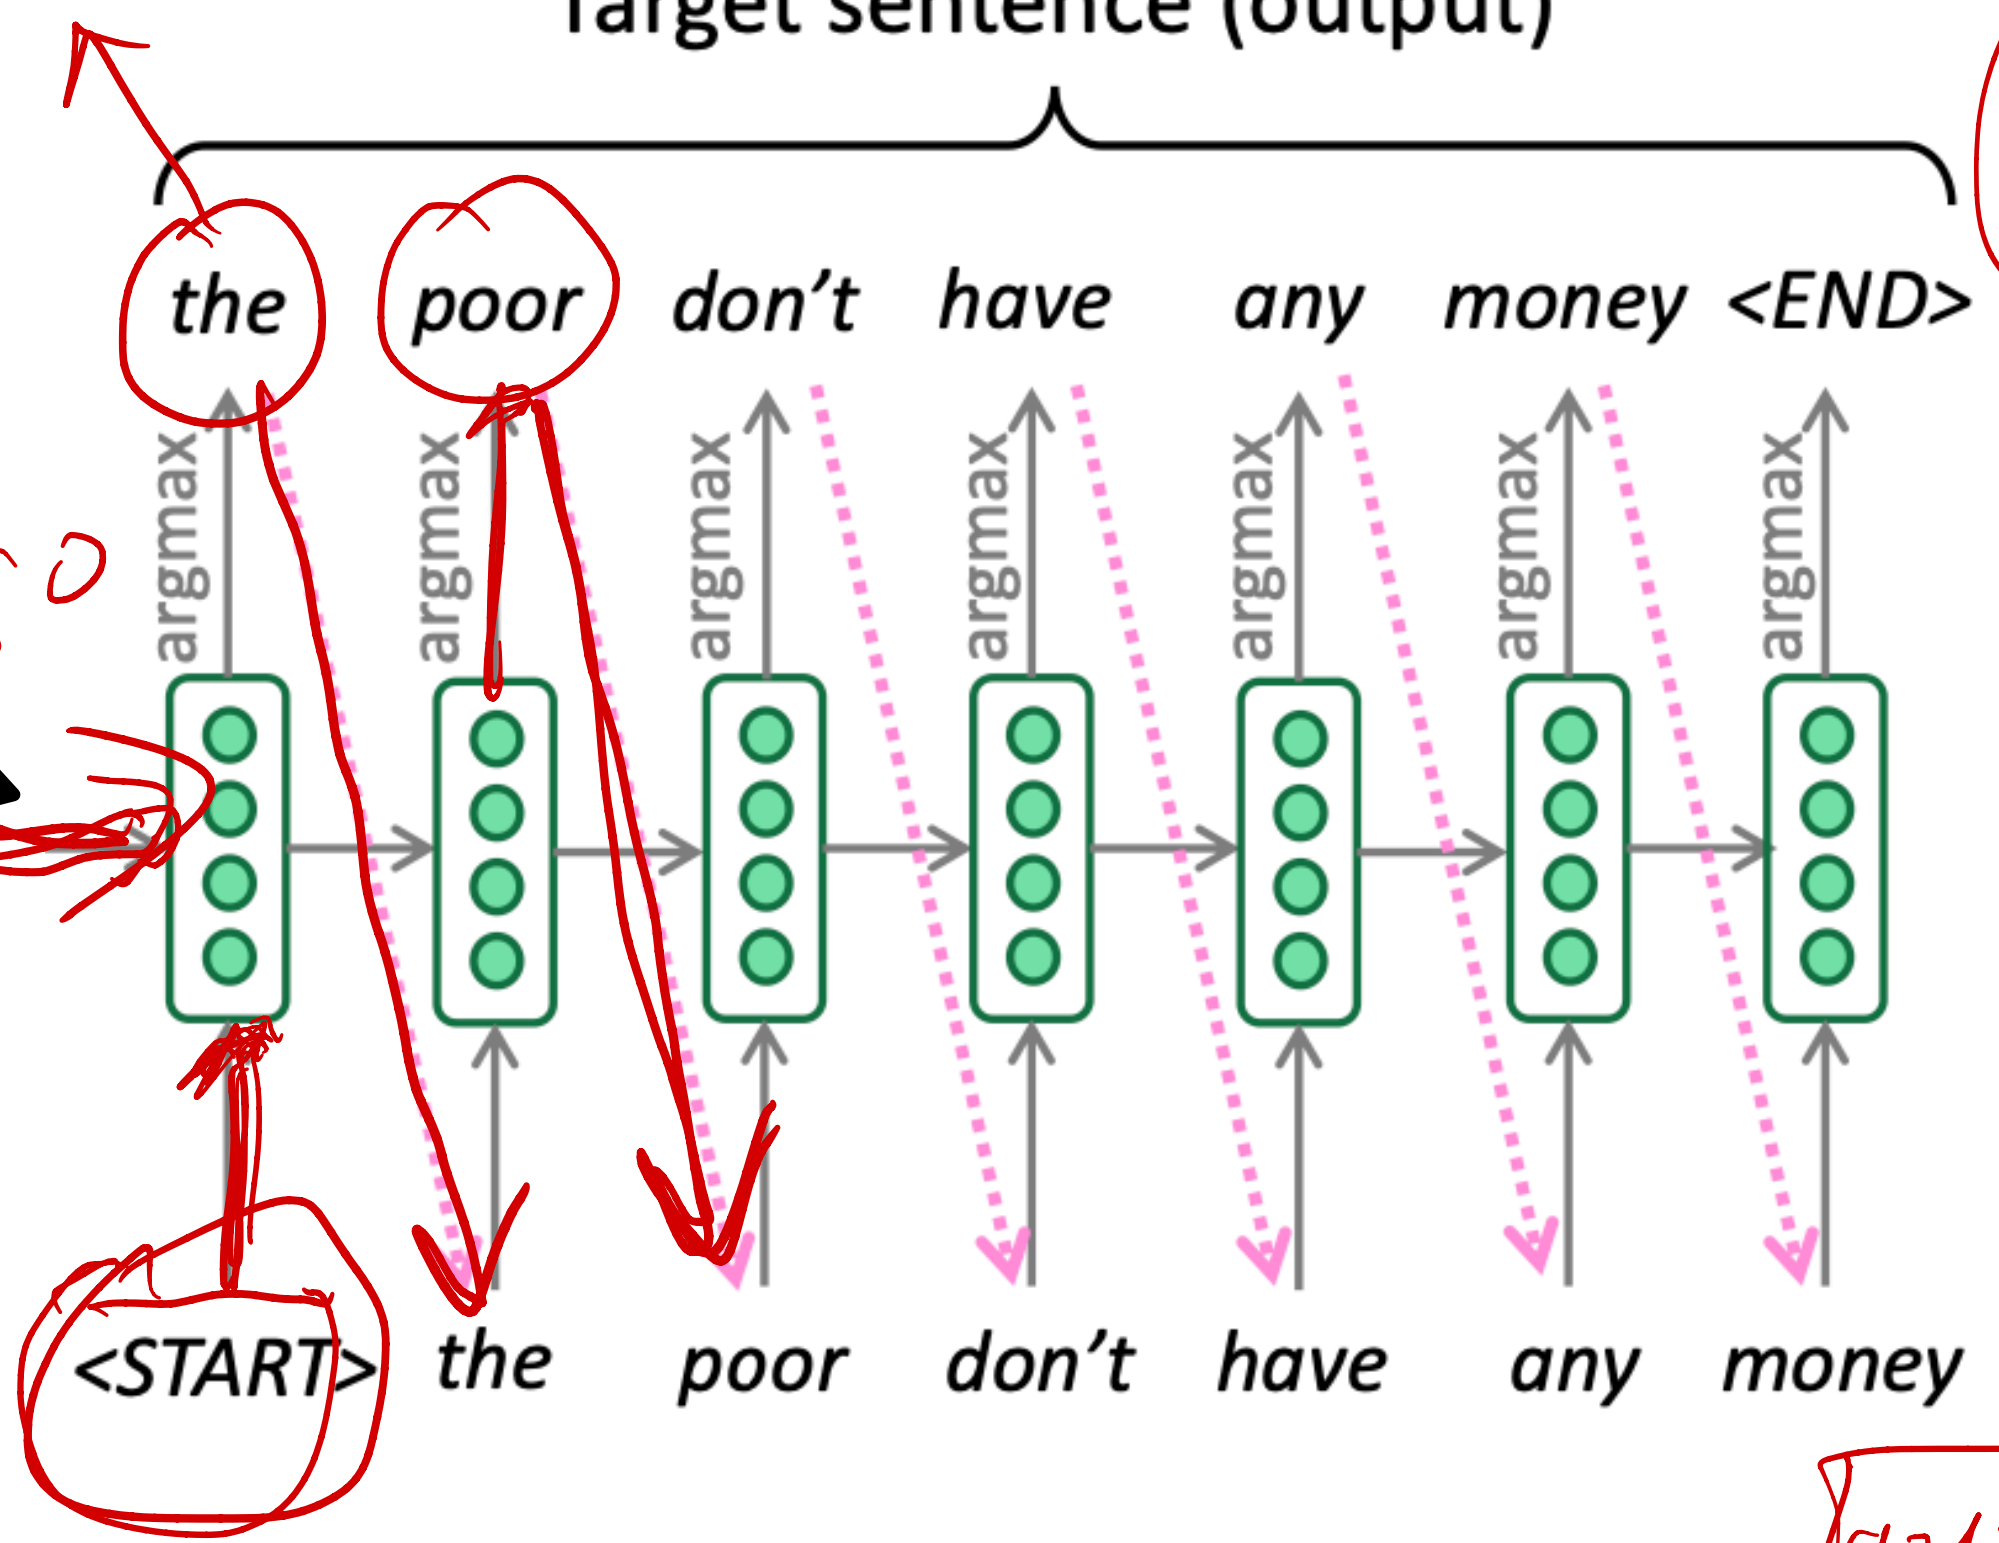 Target sentence (output)
the poor don't have any money <END>
argmax argmax argmax argmax argmax argmax argmax
<START> the poor don't have any money